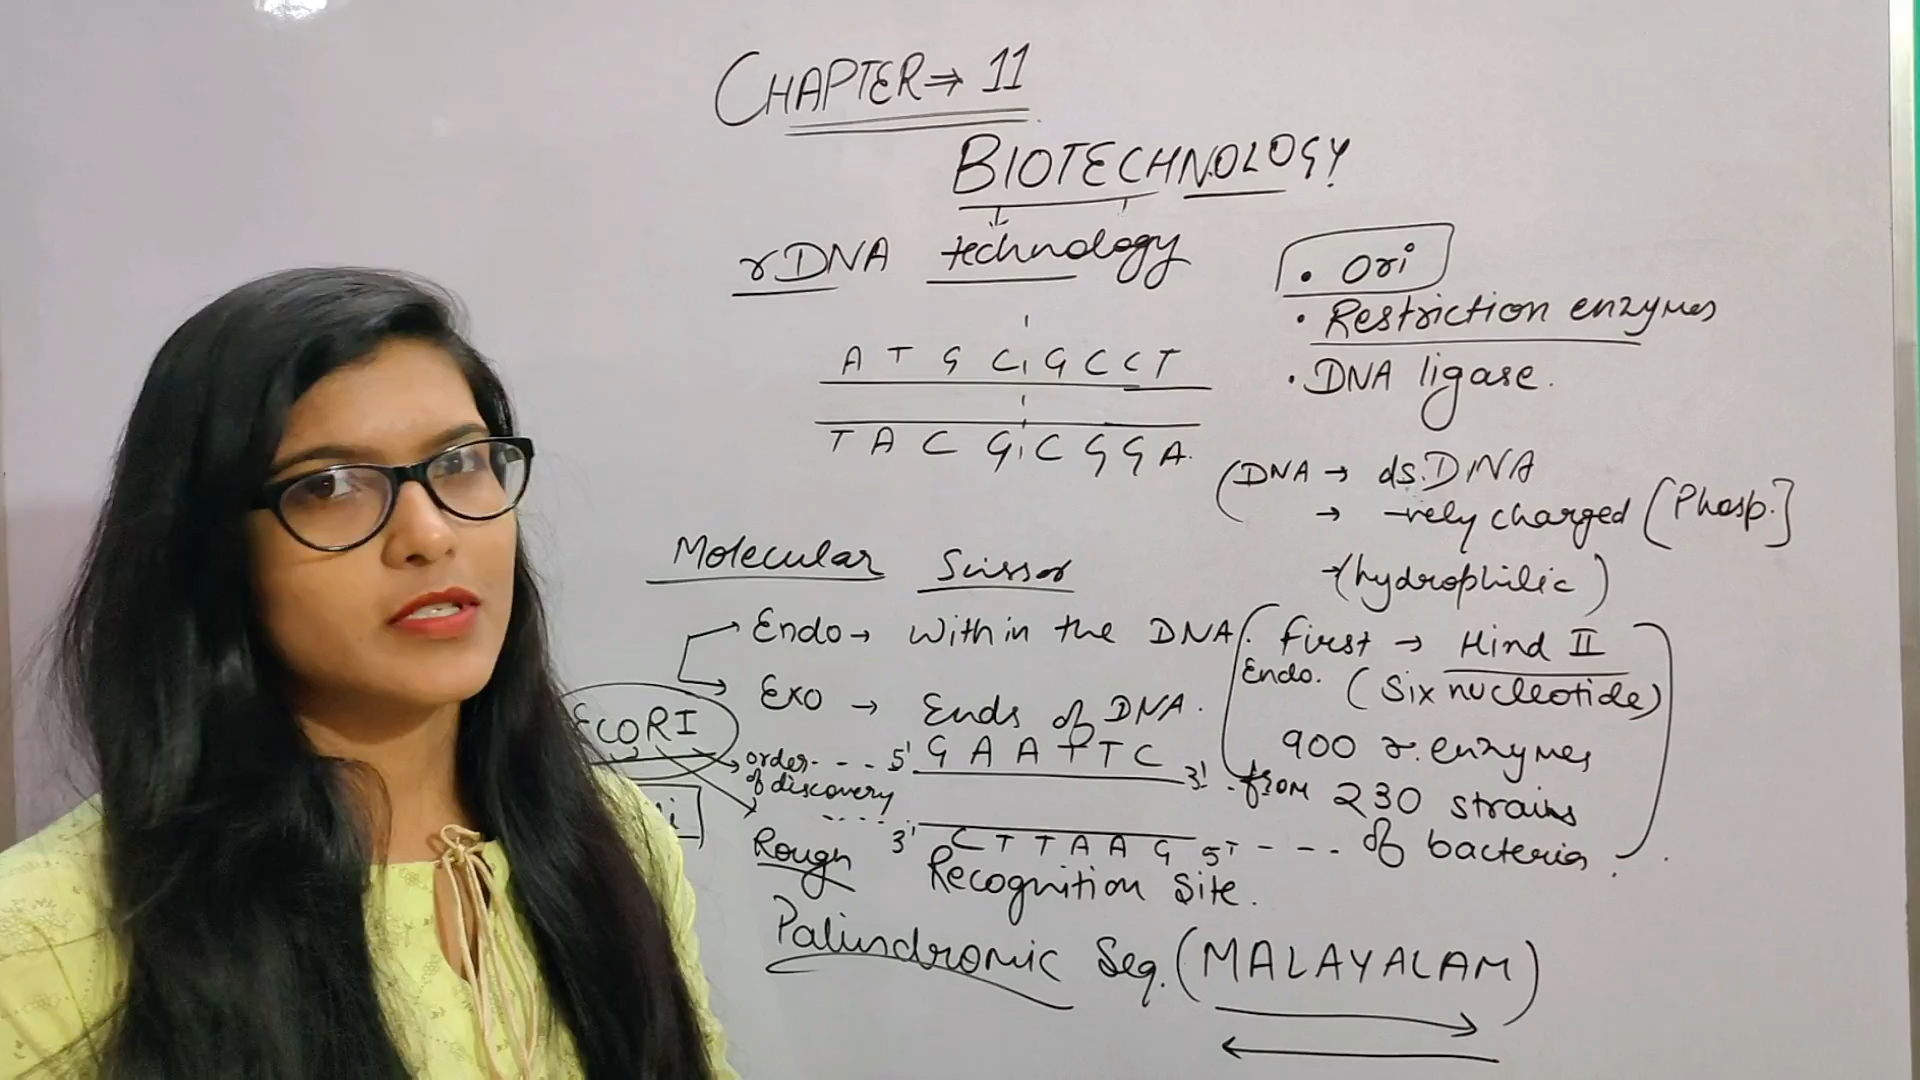 CHAPTER ⇒ 11
BIOTECHNOLOGY
rDNA technology
• Ori
• Restriction enzymes
• DNA ligase.
A T G C G C C T
T A C G C G G A.
(DNA → ds.DNA
→ -vely charged [Phosp.]
→ (hydrophilic)
Molecular Scissor
Endo → Within the DNA.
Exo → Ends of DNA.
First → Hind II
Endo. (Six nucleotide)
900 r. enzymes
from 230 strains
of bacteria.
EcoRI
order
of discovery
Rough
5' G A A T T C 3'
3' C T T A A G 5'
Recognition Site.
Palindromic Seq. (MALAYALAM)